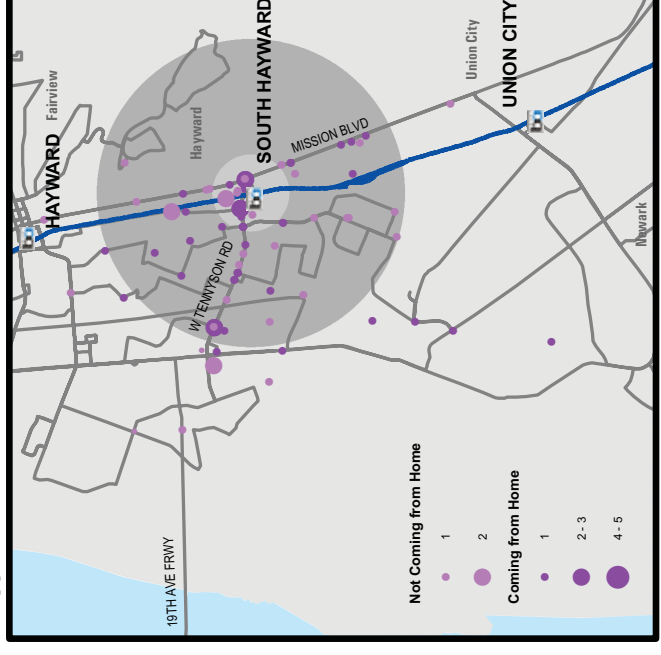 Fairview
HAYWARD
Hayward
SOUTH HAYWARD
MISSION BLVD
W TENNYSON RD
Union City
UNION CITY
Newark
19TH AVE FRWY
Not Coming from Home
1
2
Coming from Home
1
2 - 3
4 - 5